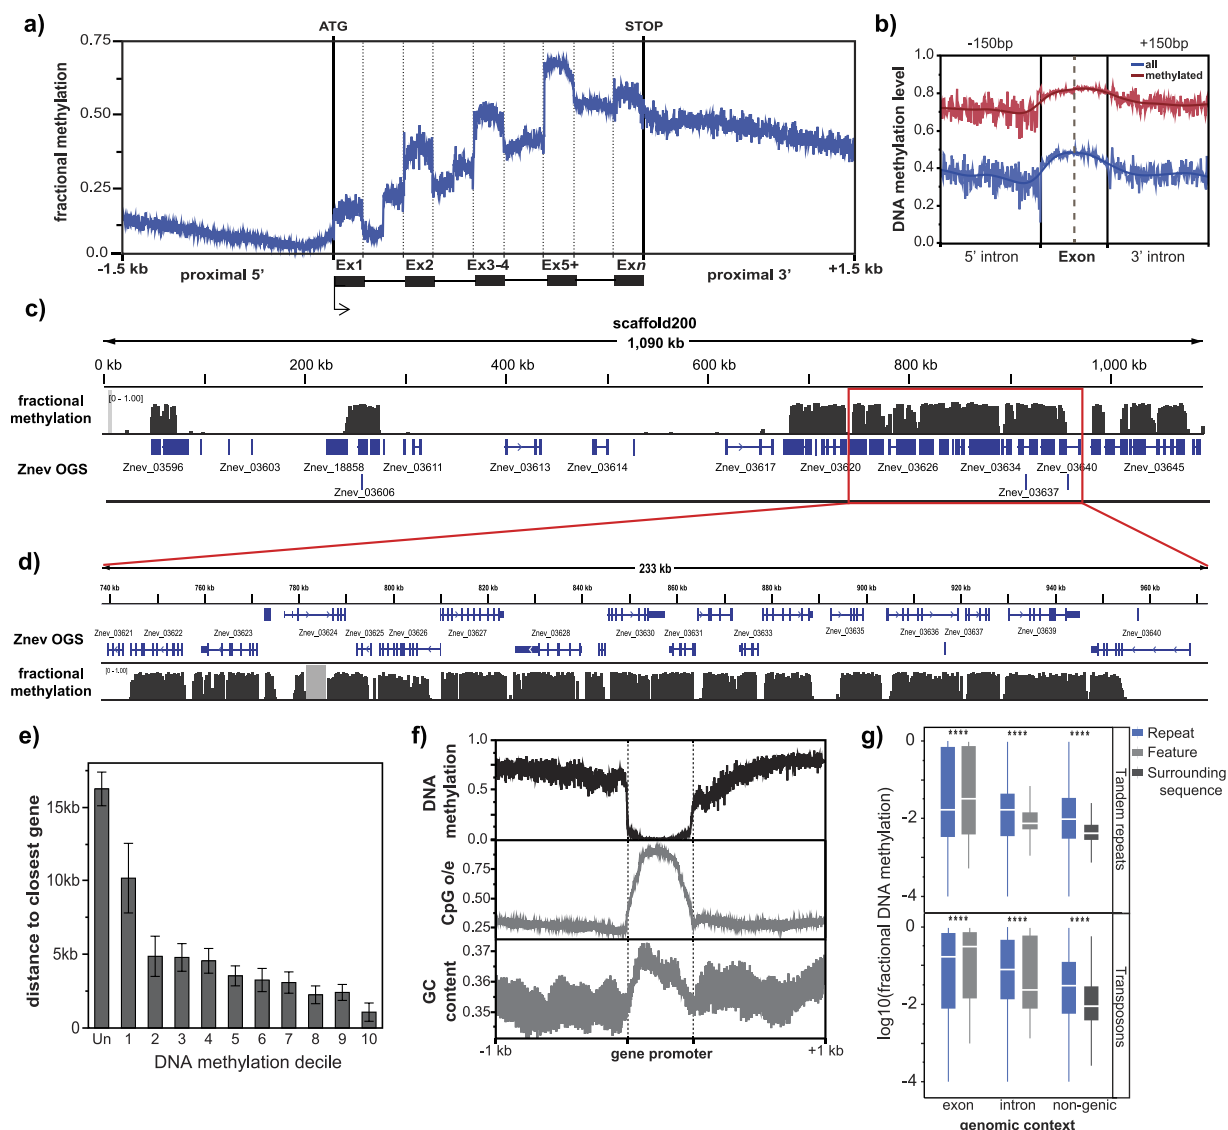 a)
ATG
STOP
fractional methylation
0.75
0.50
0.25
0.0
-1.5 kb
proximal 5’
Ex1
Ex2
Ex3-4
Ex5+
Exn
proximal 3’
+1.5 kb
b)
-150bp
+150bp
all
methylated
DNA methylation level
1.0
0.8
0.6
0.4
0.2
0.0
5’ intron
Exon
3’ intron
c)
scaffold200
1,090 kb
0 kb
200 kb
400 kb
600 kb
800 kb
1,000 kb
fractional
methylation
[0 - 1.00]
Znev OGS
Znev_03596
Znev_03603
Znev_18858
Znev_03611
Znev_03613
Znev_03614
Znev_03617
Znev_03620
Znev_03626
Znev_03634
Znev_03640
Znev_03645
Znev_03606
Znev_03637
d)
233 kb
740 kb
760 kb
780 kb
800 kb
820 kb
840 kb
860 kb
880 kb
900 kb
920 kb
940 kb
960 kb
Znev OGS
Znev_03621
Znev_03622
Znev_03623
Znev_03624
Znev_03625
Znev_03626
Znev_03627
Znev_03628
Znev_03630
Znev_03631
Znev_03633
Znev_03635
Znev_03636
Znev_03637
Znev_03639
Znev_03640
fractional
methylation
[0 - 1.00]
e)
distance to closest gene
15kb
10kb
5kb
0
Un
1
2
3
4
5
6
7
8
9
10
DNA methylation decile
f)
DNA
methylation
1.0
0.5
0.0
CpG o/e
0.75
0.50
0.25
GC
content
0.37
0.36
0.35
-1 kb
gene promoter
+1 kb
g)
Repeat
Feature
Surrounding
sequence
log10(fractional DNA methylation)
0
-2
-4
****
****
****
Tandem repeats
0
-2
-4
****
****
****
Transposons
exon
intron
non-genic
genomic context